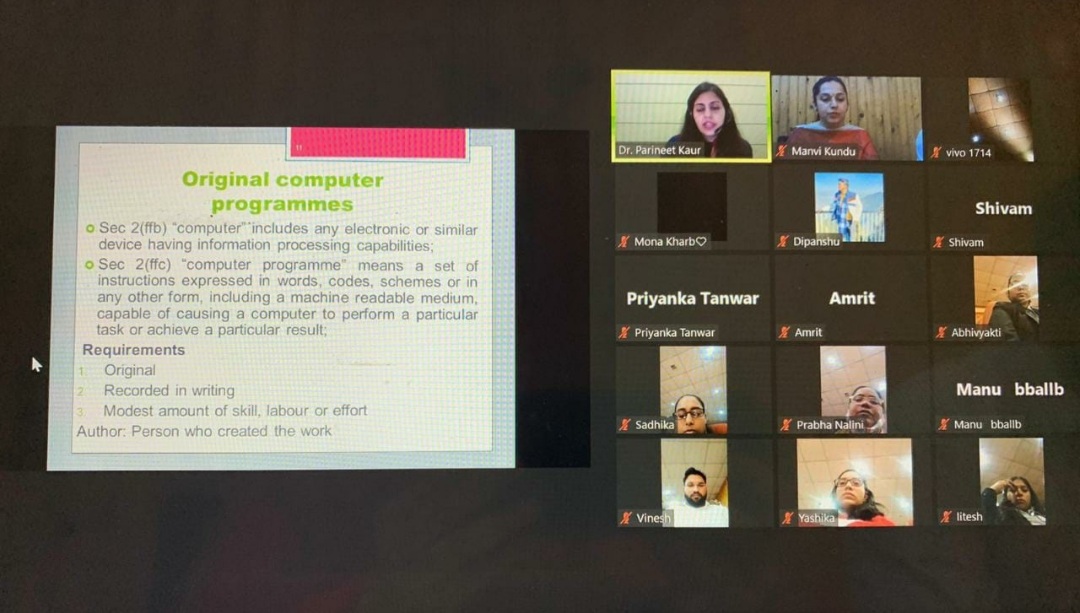 11
Original computer
programmes
Sec 2(ffb) "computer" includes any electronic or similar
device having information processing capabilities;
Sec 2(ffc) "computer programme" means a set of
instructions expressed in words, codes, schemes or in
any other form, including a machine readable medium,
capable of causing a computer to perform a particular
task or achieve a particular result;
Requirements
1. Original
2. Recorded in writing
3. Modest amount of skill, labour or effort
Author: Person who created the work
Dr. Parineet Kaur
Manvi Kundu
vivo 1714
Mona Kharb♡
Dipanshu
Shivam
Shivam
Priyanka Tanwar
Priyanka Tanwar
Amrit
Amrit
Abhivyakti
Sadhika
Prabha Nalini
Manu bballb
Manu bballb
Vinesh
Yashika
litesh